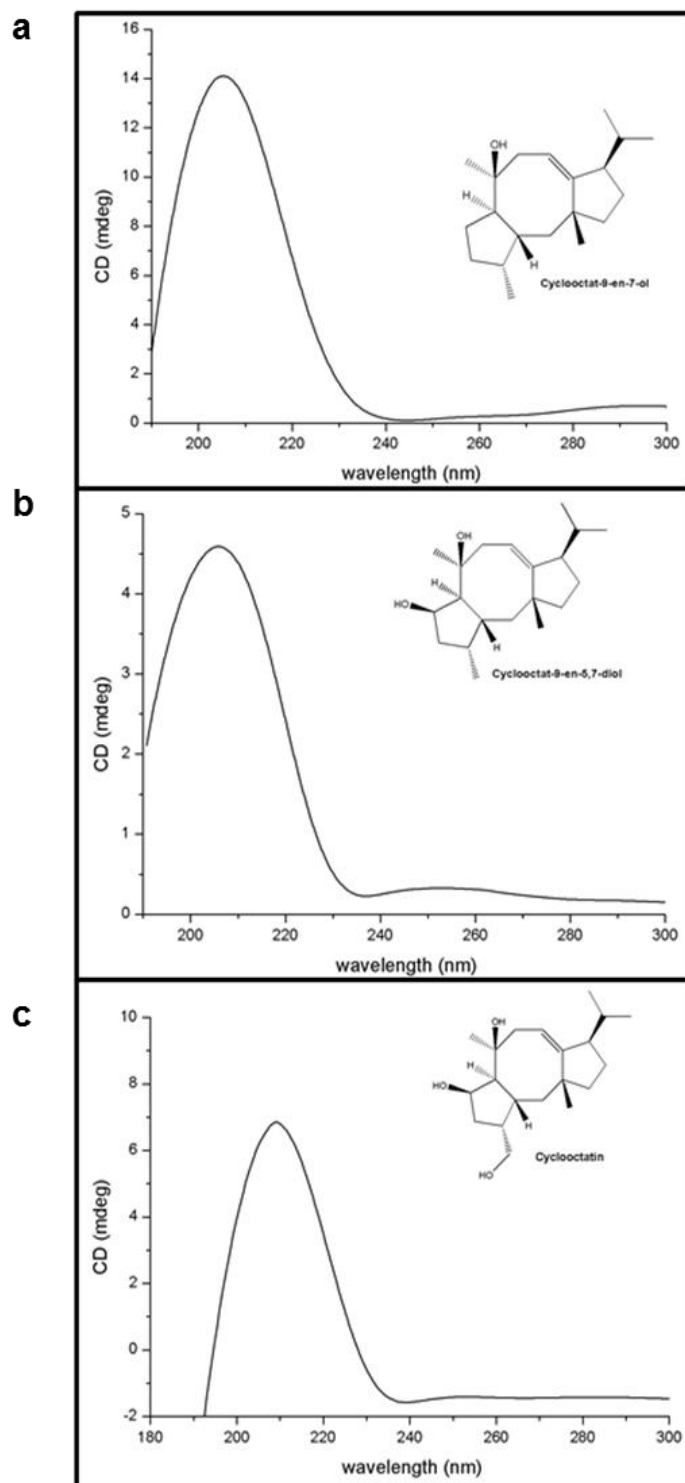 a
16
14
12
10
8
6
4
2
0
CD (mdeg)
200 220 240 260 280 300
wavelength (nm)
OH
H
H
Cyclooctat-9-en-7-ol
b
5
4
3
2
1
0
CD (mdeg)
200 220 240 260 280 300
wavelength (nm)
OH
H
HO
H
Cyclooctat-9-en-5,7-diol
c
10
8
6
4
2
0
-2
CD (mdeg)
180 200 220 240 260 280 300
wavelength (nm)
OH
H
HO
H
HO
Cyclooctatin